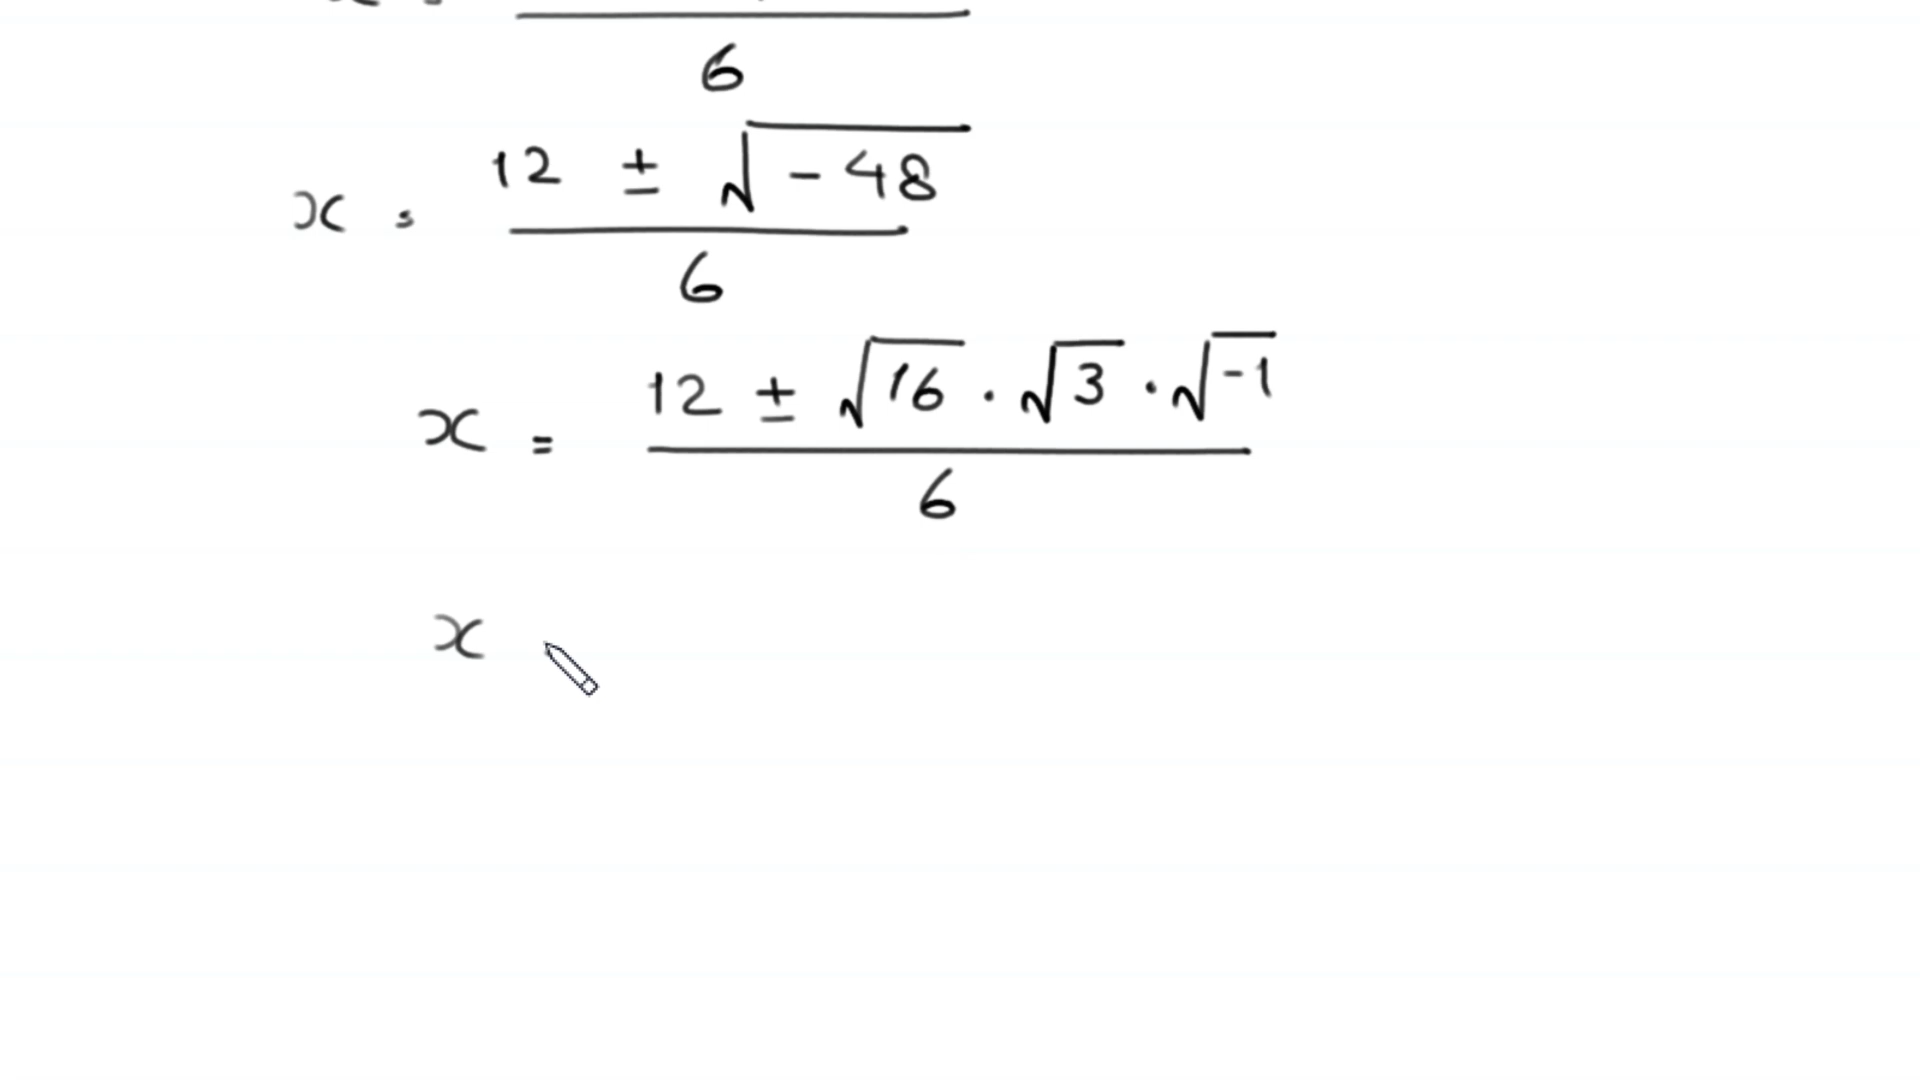 6
x = 12 ± √-48
6
x = 12 ± √16 . √3 . √-1
6
x